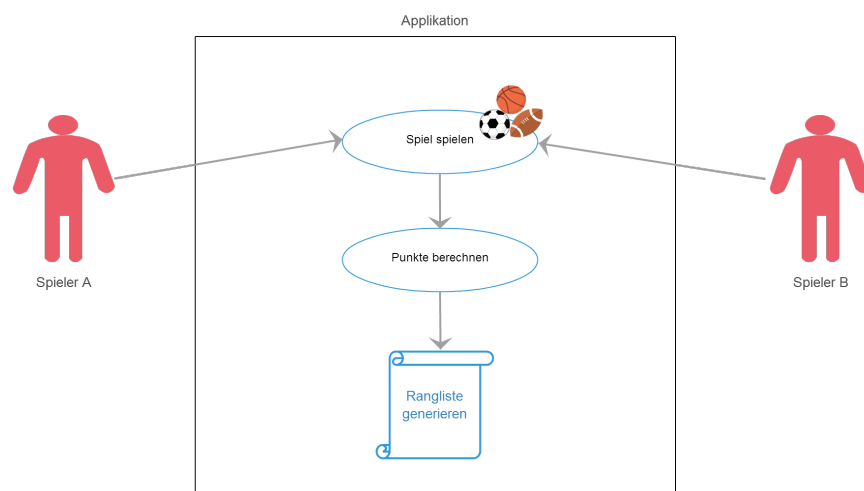 Applikation
Spiel spielen
Punkte berechnen
Spieler A
Spieler B
Rangliste
generieren